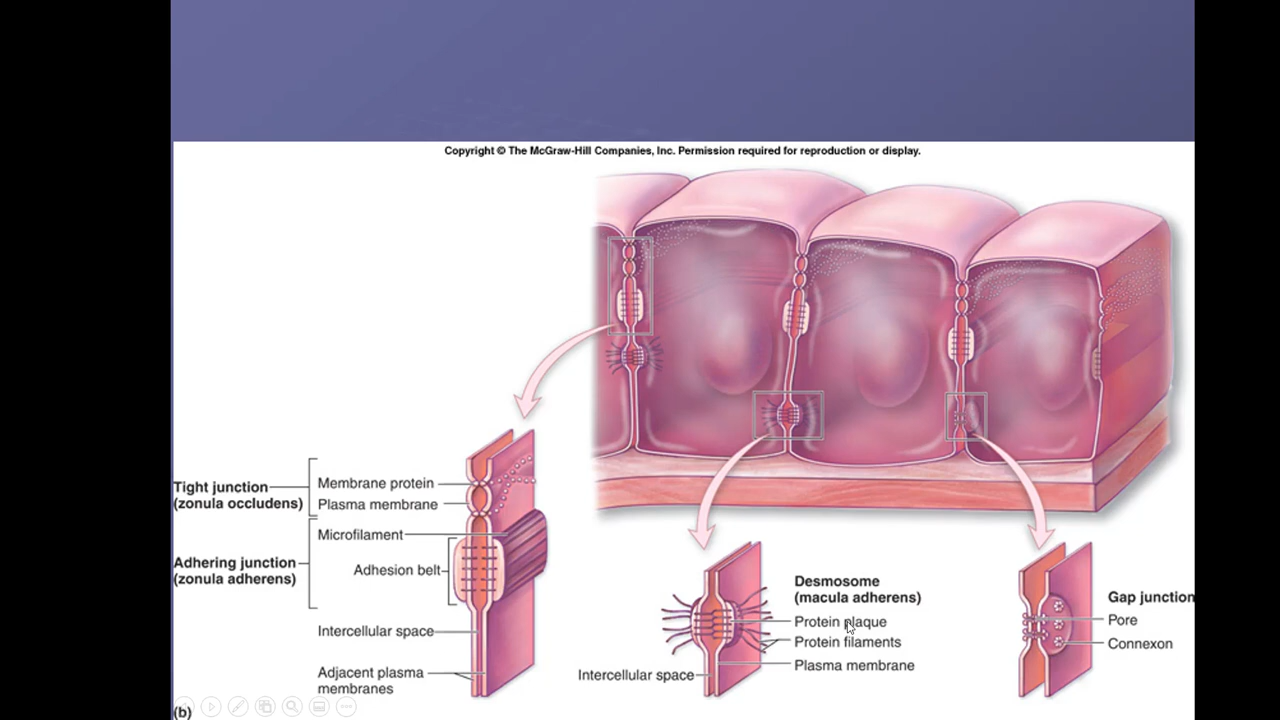 Copyright © The McGraw-Hill Companies, Inc. Permission required for reproduction or display.
Tight junction
(zonula occludens)
Membrane protein
Plasma membrane
Adhering junction
(zonula adherens)
Microfilament
Adhesion belt
Intercellular space
Adjacent plasma
membranes
Desmosome
(macula adherens)
Protein plaque
Protein filaments
Plasma membrane
Intercellular space
Gap junction
Pore
Connexon
(b)